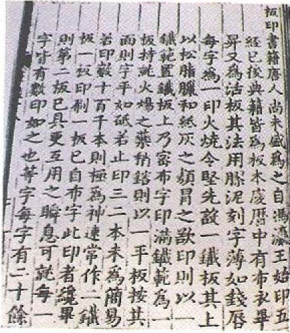 板印書籍唐人尚未盛為之自馮瀛王始印五
經已後典籍皆為板本慶曆中有布衣畢
昇又為活板其法用膠泥刻字薄如錢唇
每字為一印火燒令堅先設一鐵板其上
以松脂臘和紙灰之類冒之欲印則以一
鐵範置鐵板上乃密布字印滿鐵範為一
板持就火煬之藥稍鎔則以一平板按其
面則字平如砥若止印三二本未為簡易
若印數十百千本則極為神速常作二鐵
板一板印刷一板已自布字此印者纔畢
則第二板已具更互用之瞬息可就每一
字皆有數印如之也等字每字有二十餘